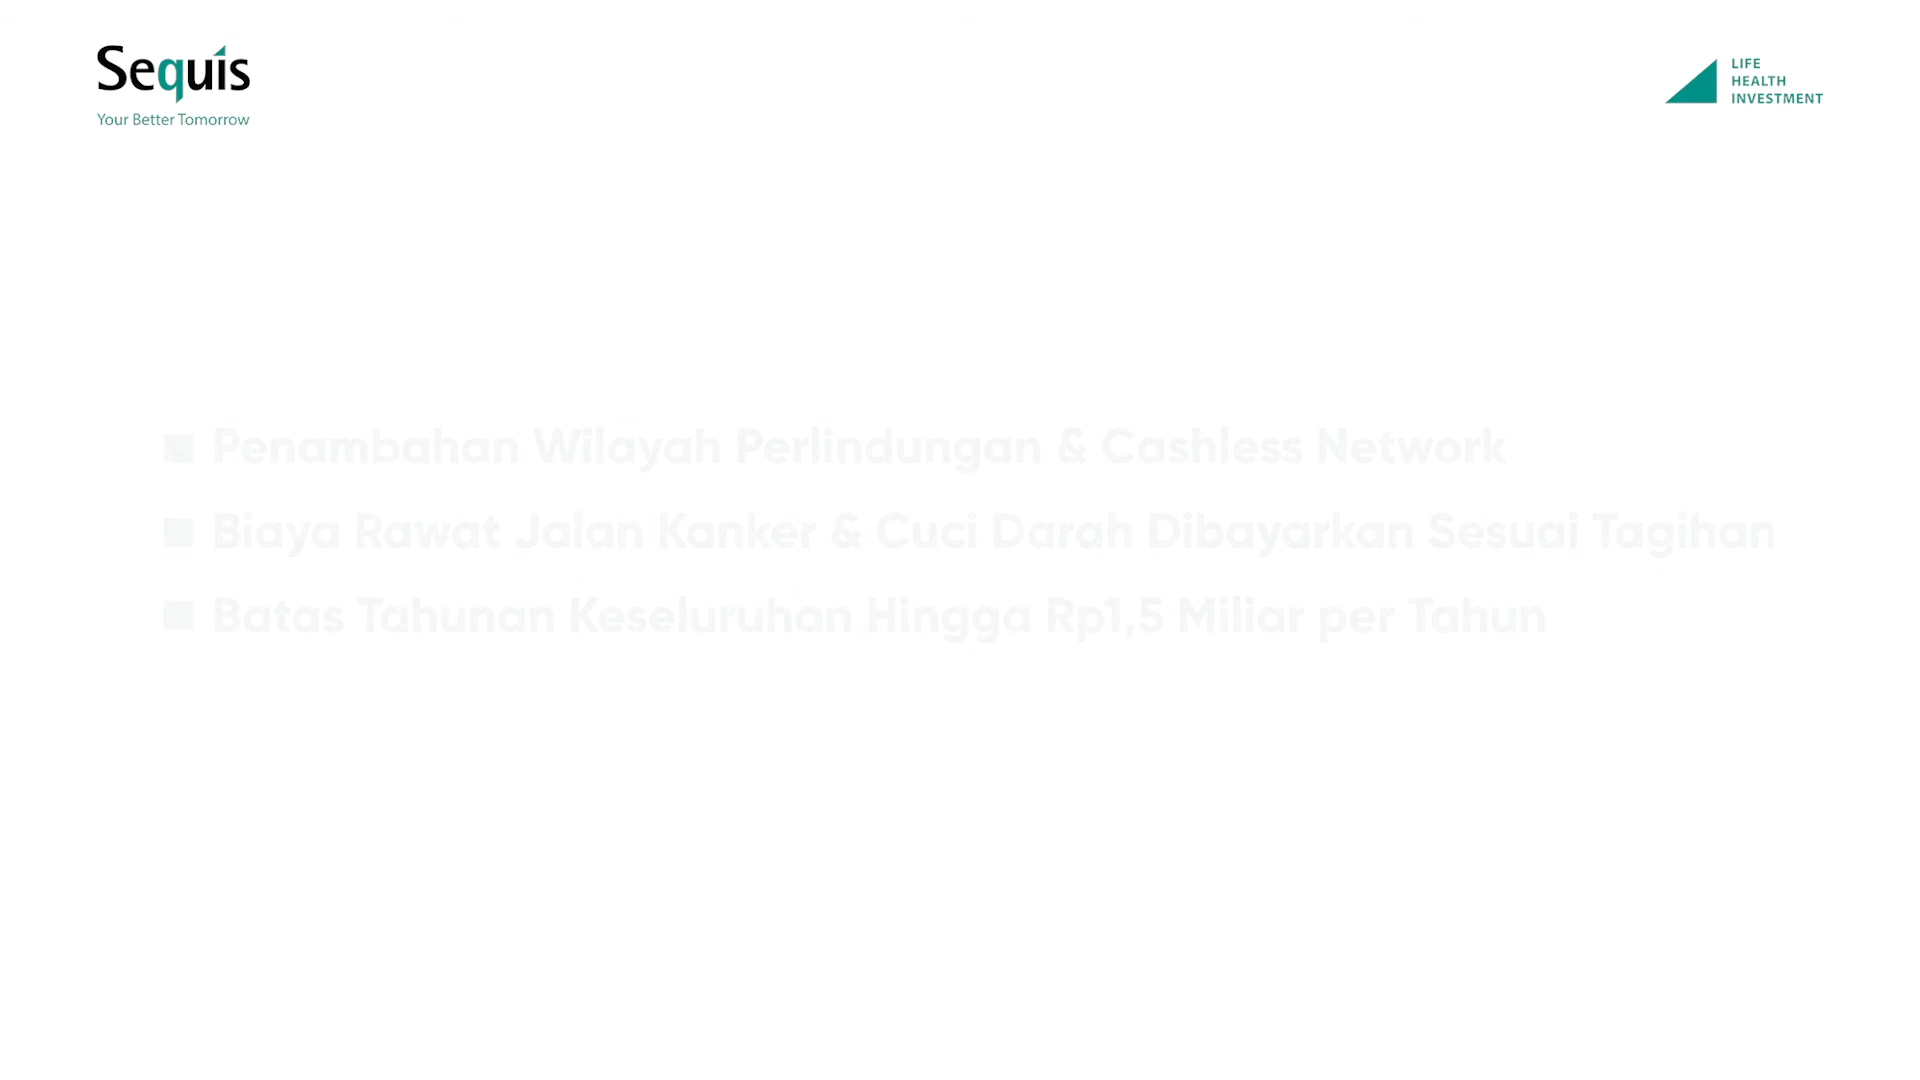 Sequis
Your Better Tomorrow
LIFE
HEALTH
INVESTMENT
Penambahan Wilayah Perlindungan & Cashless Network
Biaya Rawat Jalan Kanker & Cuci Darah Dibayarkan Sesuai Tagihan
Batas Tahunan Keseluruhan Hingga Rp1,5 Miliar per Tahun